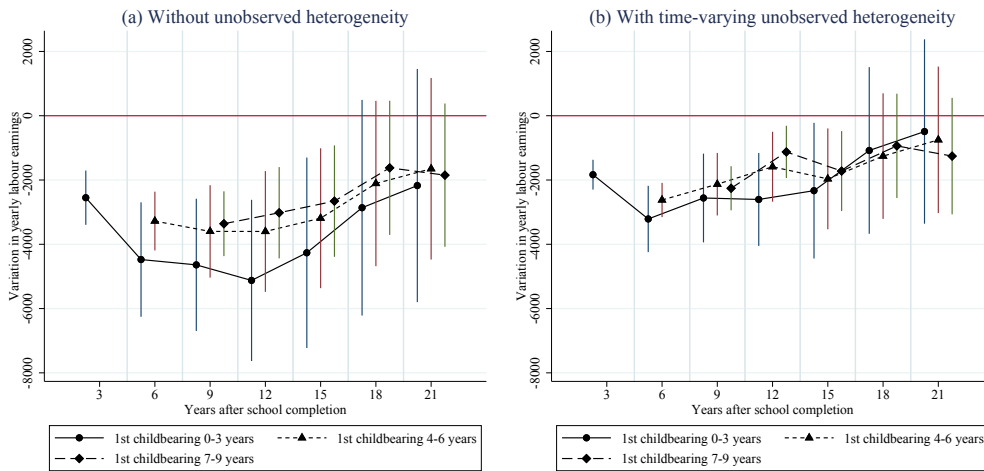 (a) Without unobserved heterogeneity
Variation in yearly labour earnings
2000
0
-2000
-4000
-6000
-8000
3 6 9 12 15 18 21
Years after school completion
1st childbearing 0-3 years
1st childbearing 4-6 years
1st childbearing 7-9 years
(b) With time-varying unobserved heterogeneity
Variation in yearly labour earnings
2000
0
-2000
-4000
-6000
-8000
3 6 9 12 15 18 21
Years after school completion
1st childbearing 0-3 years
1st childbearing 4-6 years
1st childbearing 7-9 years